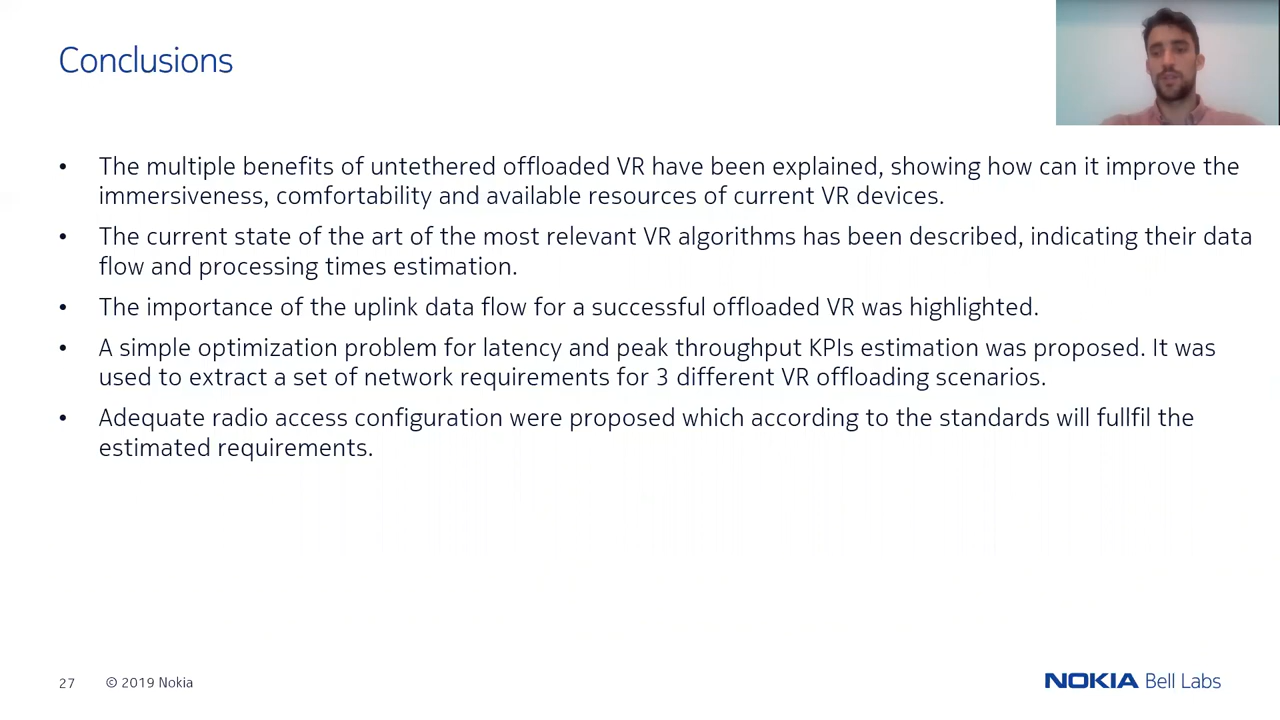 Conclusions
• The multiple benefits of untethered offloaded VR have been explained, showing how can it improve the
immersiveness, comfortability and available resources of current VR devices.
• The current state of the art of the most relevant VR algorithms has been described, indicating their data
flow and processing times estimation.
• The importance of the uplink data flow for a successful offloaded VR was highlighted.
• A simple optimization problem for latency and peak throughput KPIs estimation was proposed. It was
used to extract a set of network requirements for 3 different VR offloading scenarios.
• Adequate radio access configuration were proposed which according to the standards will fullfil the
estimated requirements.
27 © 2019 Nokia
NOKIA Bell Labs